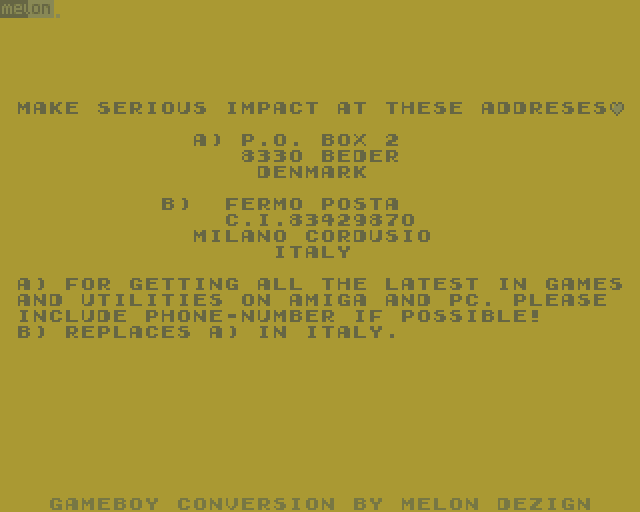 melon.
MAKE SERIOUS IMPACT AT THESE ADDRESES♥
A) P.O. BOX 2
8330 BEDER
DENMARK
B) FERMO POSTA
C.I.83429870
MILANO CORDUSIO
ITALY
A) FOR GETTING ALL THE LATEST IN GAMES
AND UTILITIES ON AMIGA AND PC. PLEASE
INCLUDE PHONE-NUMBER IF POSSIBLE!
B) REPLACES A) IN ITALY.
GAMEBOY CONVERSION BY MELON DEZIGN